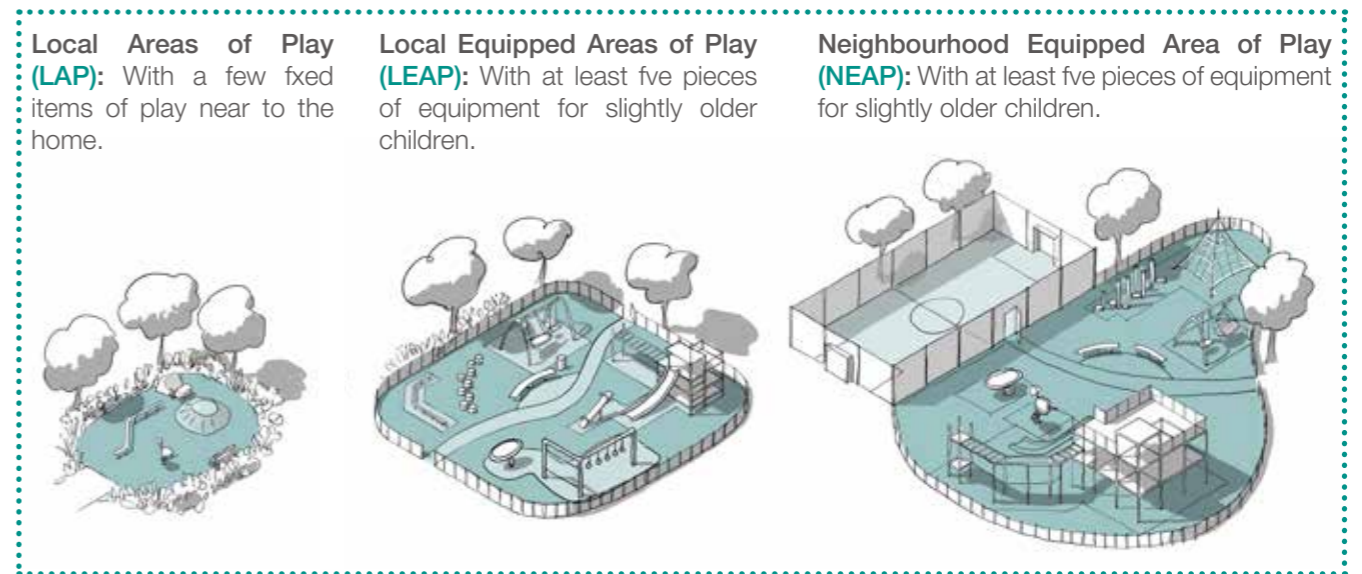 Local Areas of Play
(LAP): With a few fxed
items of play near to the
home.
Local Equipped Areas of Play
(LEAP): With at least fve pieces
of equipment for slightly older
children.
Neighbourhood Equipped Area of Play
(NEAP): With at least fve pieces of equipment
for slightly older children.